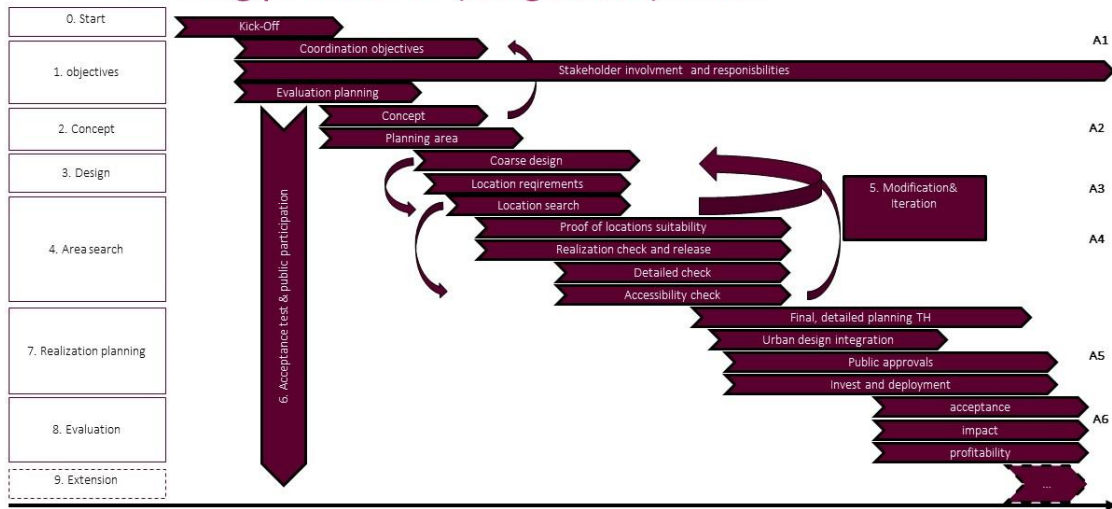 0. Start
Kick-Off
Coordination objectives
A1
1. objectives
Stakeholder involvment and responisbilities
Evaluation planning
2. Concept
Concept
A2
Planning area
3. Design
Coarse design
Location reqirements
A3
5. Modification&
Iteration
Location search
4. Area search
Proof of locations suitability
A4
Realization check and release
Detailed check
Accessibility check
6. Acceptance test & public participation
7. Realization planning
Final, detailed planning TH
Urban design integration
Public approvals
A5
Invest and deployment
8. Evaluation
acceptance
A6
impact
profitability
9. Extension
...